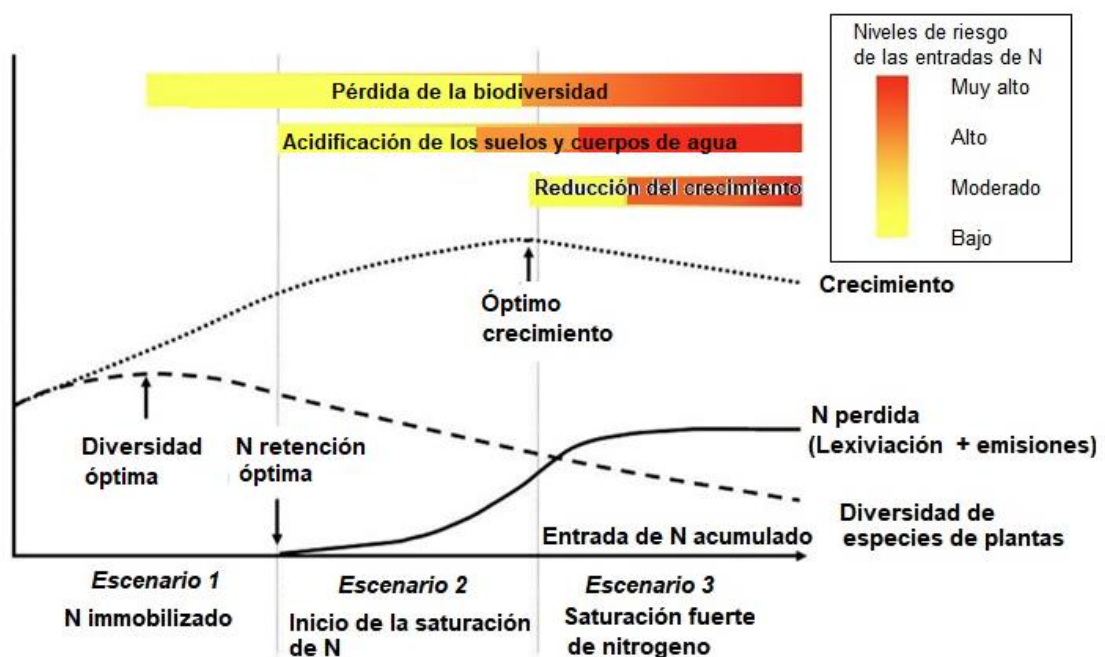 Niveles de riesgo
de las entradas de N
Muy alto
Alto
Moderado
Bajo
Pérdida de la biodiversidad
Acidificación de los suelos y cuerpos de agua
Reducción del crecimiento
Crecimiento
Óptimo
crecimiento
Diversidad
óptima
N retención
óptima
N perdida
(Lexiviación + emisiones)
Diversidad de
especies de plantas
Entrada de N acumulado
Escenario 1
N immobilizado
Escenario 2
Inicio de la saturación
de N
Escenario 3
Saturación fuerte
de nitrogeno